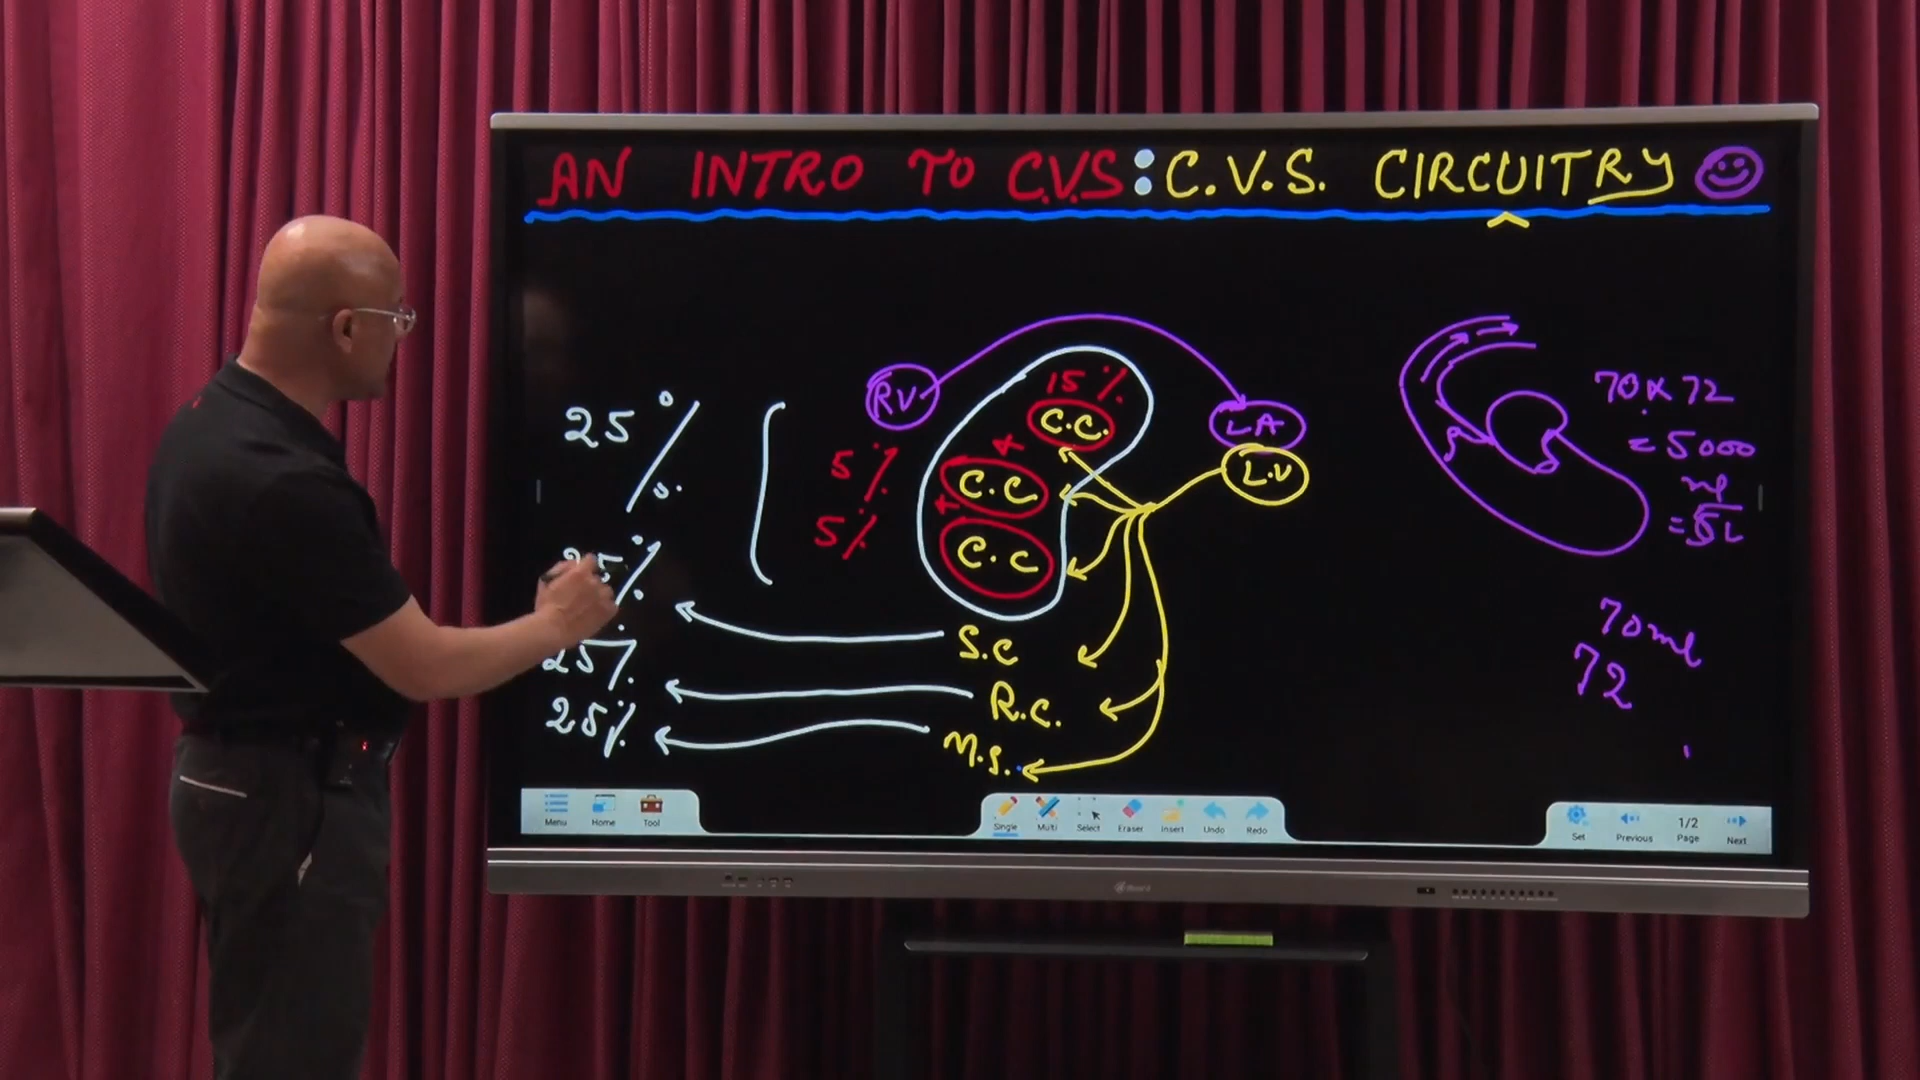 AN INTRO TO C.V.S : C.V.S. CIRCUITRY
RV
LA
L.V
15%
C.C.
5%
C.C
5%
C.C
25%
25%
25%
25%
S.C
R.C.
M.S.
70 x 72
= 5000
ml
= 5L
70ml
72
Menu
Home
Tool
Single
Multi
Select
Eraser
Insert
Undo
Redo
Set
Previous
1/2
Page
Next